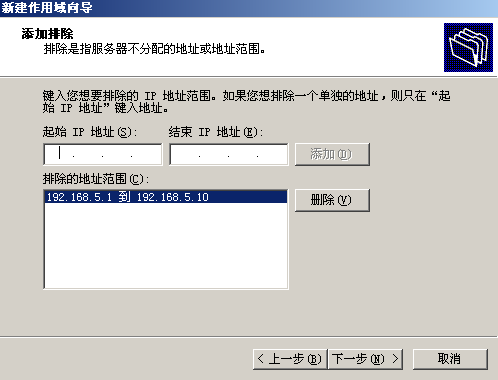 新建作用域向导
添加排除
排除是指服务器不分配的地址或地址范围。
键入您想要排除的 IP 地址范围。如果您想排除一个单独的地址，则只在“起
始 IP 地址”键入地址。
起始 IP 地址(S): 结束 IP 地址(E):
. . . . . . 添加(D)
排除的地址范围(C):
192.168.5.1 到 192.168.5.10 删除(V)
< 上一步(B) 下一步(N) > 取消